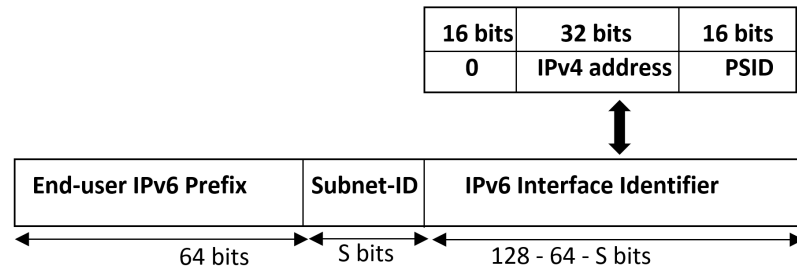 16 bits 32 bits 16 bits
0 IPv4 address PSID
End-user IPv6 Prefix Subnet-ID IPv6 Interface Identifier
64 bits S bits 128 - 64 - S bits